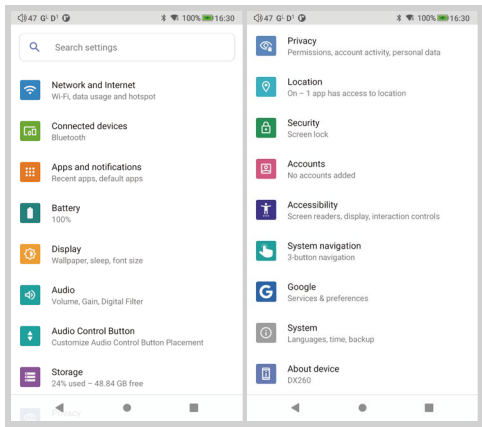 47 G L D 1 100% 16:30
Search settings
Network and Internet
Wi-Fi, data usage and hotspot
Connected devices
Bluetooth
Apps and notifications
Recent apps, default apps
Battery
100%
Display
Wallpaper, sleep, font size
Audio
Volume, Gain, Digital Filter
Audio Control Button
Customize Audio Control Button Placement
Storage
24% used – 48.84 GB free
Privacy
47 G L D 1 100% 16:30
Privacy
Permissions, account activity, personal data
Location
On – 1 app has access to location
Security
Screen lock
Accounts
No accounts added
Accessibility
Screen readers, display, interaction controls
System navigation
3-button navigation
Google
Services & preferences
System
Languages, time, backup
About device
DX260